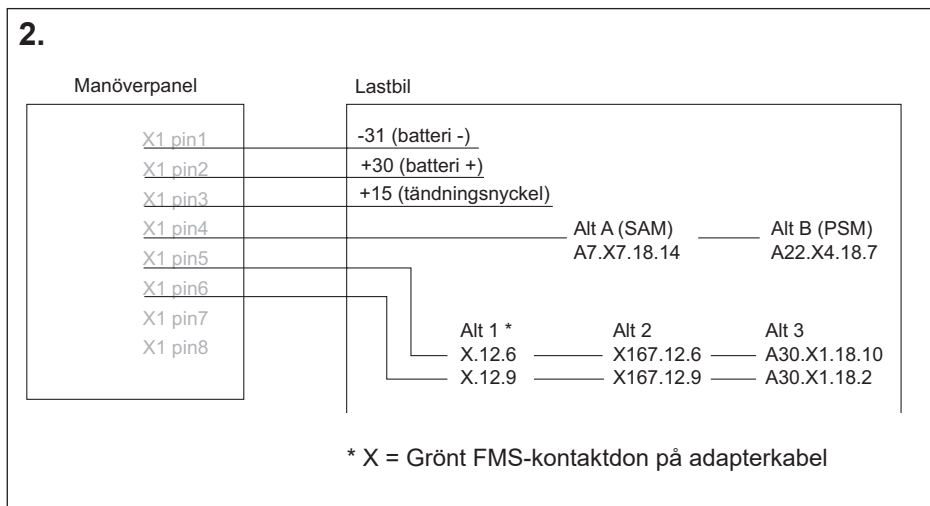 2.
Manöverpanel
Lastbil
X1 pin1
-31 (batteri -)
X1 pin2
+30 (batteri +)
X1 pin3
+15 (tändningsnyckel)
X1 pin4
Alt A (SAM)
Alt B (PSM)
A7.X7.18.14
A22.X4.18.7
X1 pin5
X1 pin6
X1 pin7
X1 pin8
Alt 1 *
Alt 2
Alt 3
X.12.6
X167.12.6
A30.X1.18.10
X.12.9
X167.12.9
A30.X1.18.2
* X = Grönt FMS-kontaktdon på adapterkabel